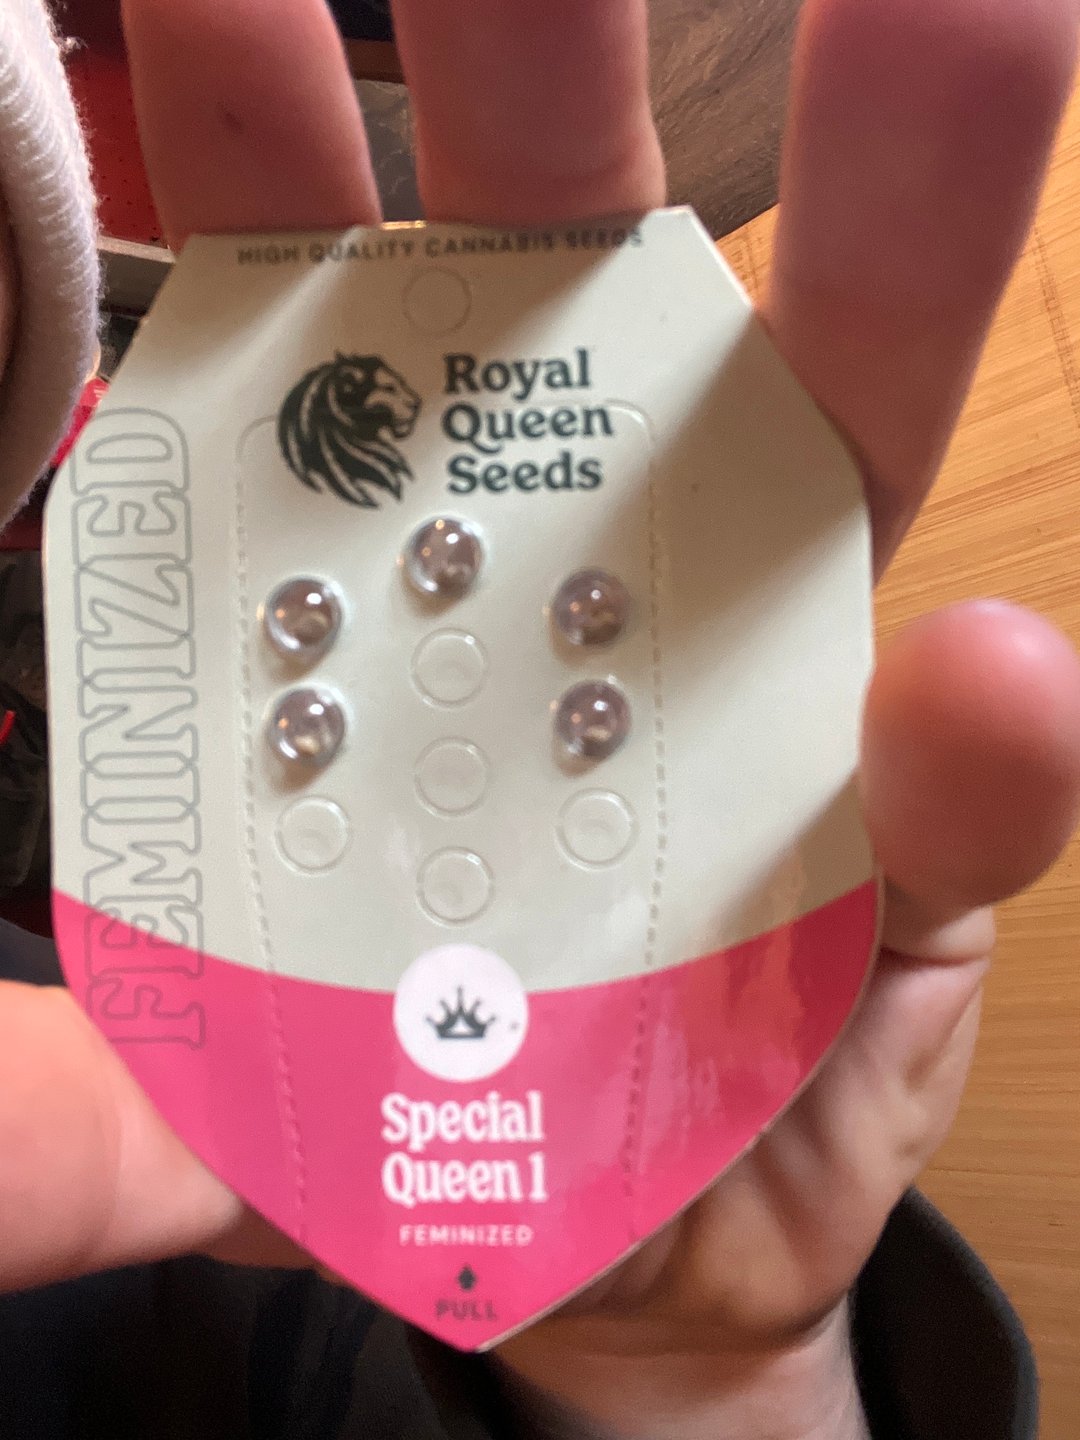 HIGH QUALITY CANNABIS SEEDS
Royal
Queen
Seeds
FEMINIZED
Special
Queen 1
FEMINIZED
PULL